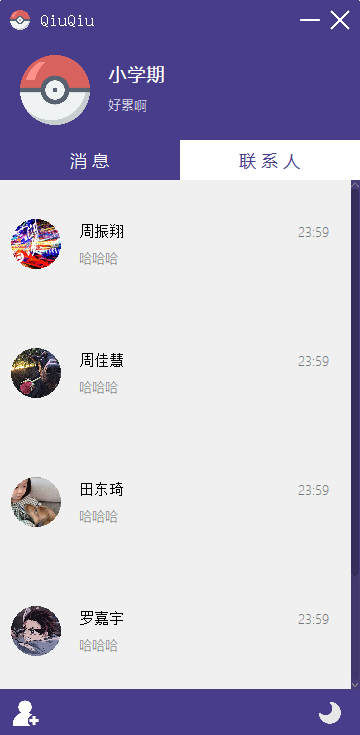 QiuQiu
小学期
好累啊
消息
联系人
周振翔 23:59
哈哈哈
周佳慧 23:59
哈哈哈
田东琦 23:59
哈哈哈
罗嘉宇 23:59
哈哈哈